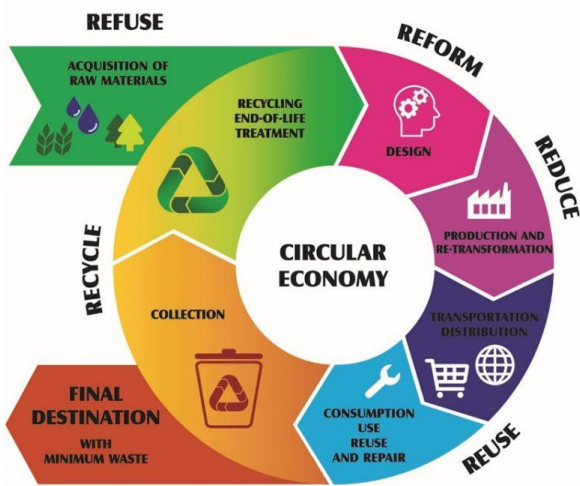 REFUSE
ACQUISITION OF
RAW MATERIALS
RECYCLING
END-OF-LIFE
TREATMENT
REFORM
DESIGN
REDUCE
PRODUCTION AND
RE-TRANSFORMATION
CIRCULAR
ECONOMY
TRANSPORTATION
DISTRIBUTION
REUSE
CONSUMPTION
USE
REUSE
AND REPAIR
COLLECTION
RECYCLE
FINAL
DESTINATION
WITH
MINIMUM WASTE